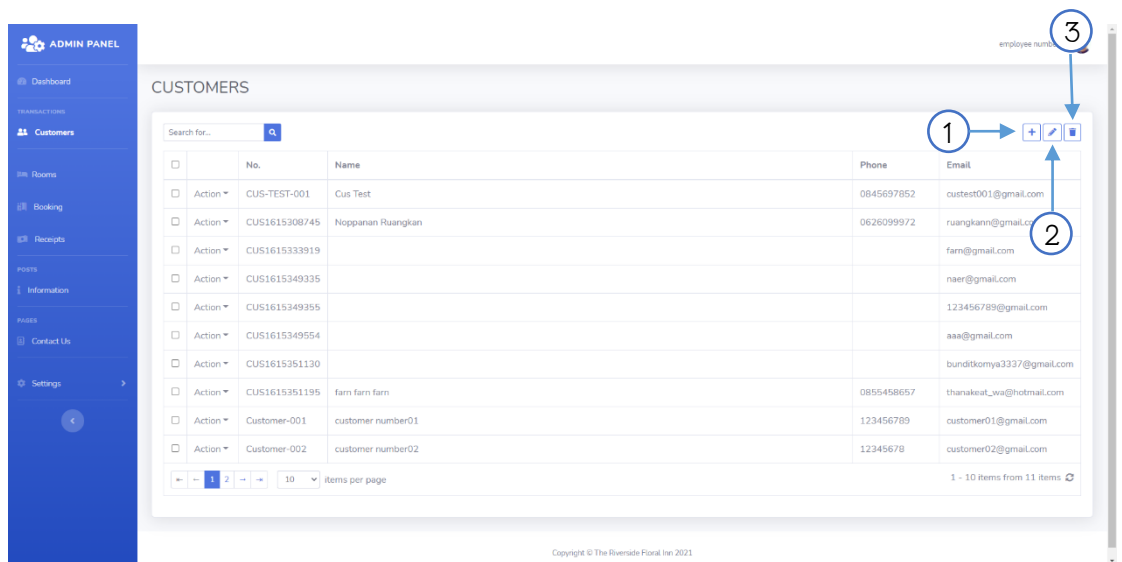 3
ADMIN PANEL
employee numb
Dashboard
CUSTOMERS
TRANSACTIONS
Customers
Search for...
1
No. Name Phone Email
Rooms
Action CUS-TEST-001 Cus Test 0845697852 custest001@gmail.com
Booking
Action CUS1615308745 Noppanan Ruangkan 0626099972 ruangkann@gmail.co
2
Receipts
Action CUS1615333919 farn@gmail.com
POSTS
Action CUS1615349335 naer@gmail.com
Information
Action CUS1615349355 123456789@gmail.com
PAGES
Action CUS1615349554 aaa@gmail.com
Contact Us
Action CUS1615351130 bunditkornya3337@gmail.com
Settings
Action CUS1615351195 farn farn farn 0855458657 thanakeat_wa@hotmail.com
Action Customer-001 customer number01 123456789 customer01@gmail.com
Action Customer-002 customer number02 12345678 customer02@gmail.com
1 2 10 items per page 1 - 10 items from 11 items
Copyright © The Riverside Floral Inn 2021